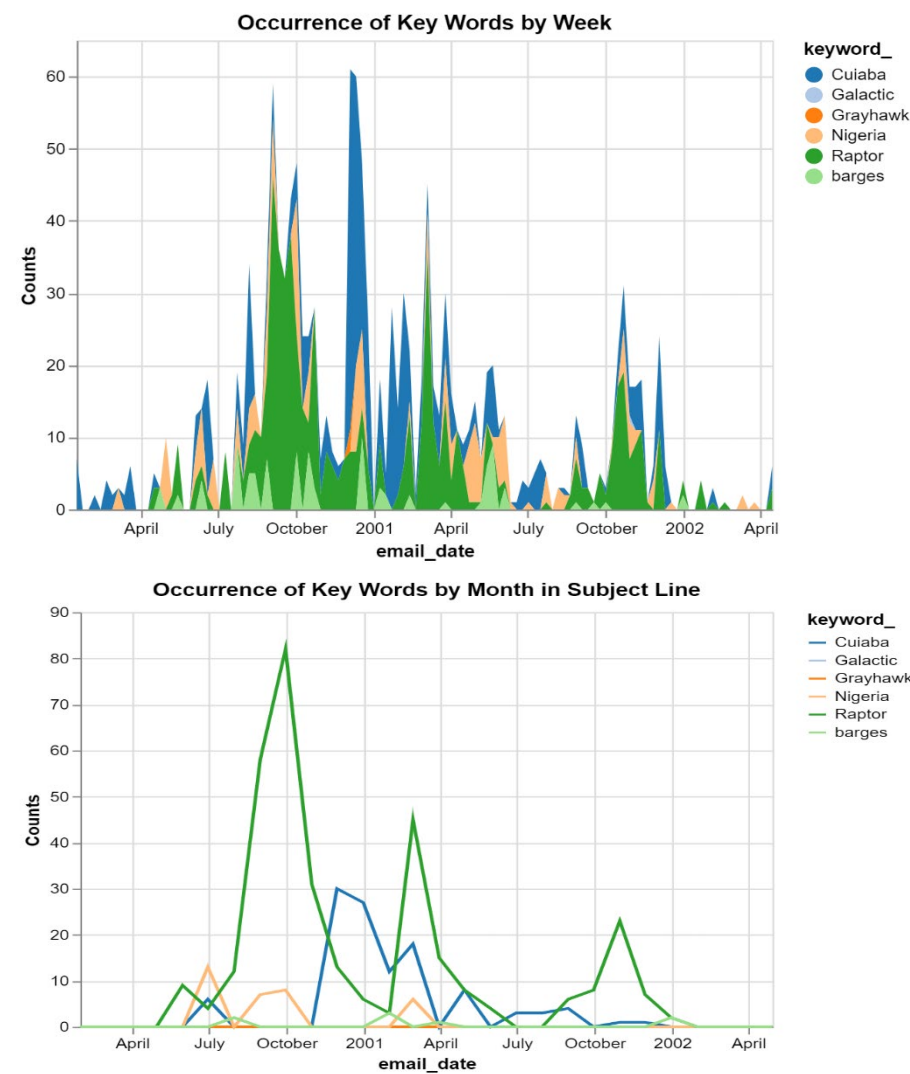 Occurrence of Key Words by Week
60
50
40
30
20
10
0
Counts
April July October 2001 April July October 2002 April
email_date
keyword_
Cuiaba
Galactic
Grayhawk
Nigeria
Raptor
barges
Occurrence of Key Words by Month in Subject Line
90
80
70
60
50
40
30
20
10
0
Counts
April July October 2001 April July October 2002 April
email_date
keyword_
Cuiaba
Galactic
Grayhawk
Nigeria
Raptor
barges